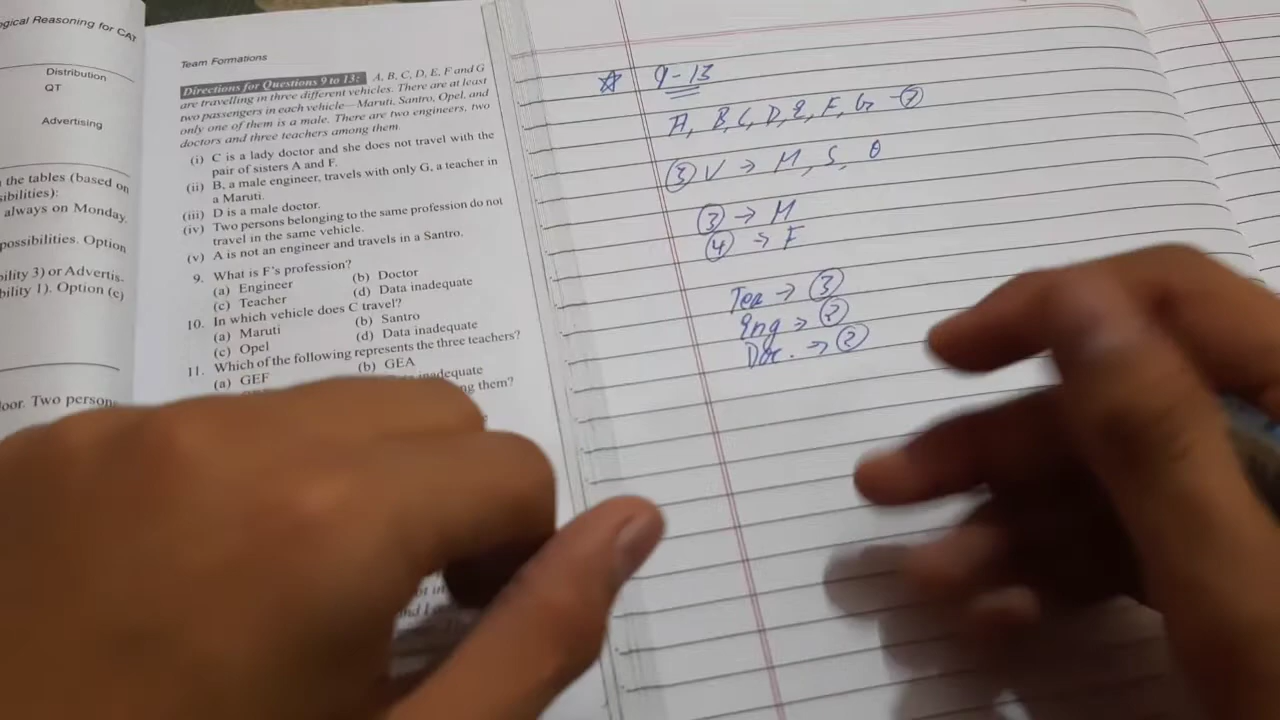 gical Reasoning for CAT
Distribution
QT
Advertising
the tables (based on
sibilities):
always on Monday.
possibilities. Option
bility 3) or Advertis.
bility 1). Option (c)
loor. Two person
Team Formations
Directions for Questions 9 to 13: A, B, C, D, E, F and G
are travelling in three different vehicles. There are at least
two passengers in each vehicle—Maruti, Santro, Opel, and
only one of them is a male. There are two engineers, two
doctors and three teachers among them.
(i) C is a lady doctor and she does not travel with the
pair of sisters A and F.
(ii) B, a male engineer, travels with only G, a teacher in
a Maruti.
(iii) D is a male doctor.
(iv) Two persons belonging to the same profession do not
travel in the same vehicle.
(v) A is not an engineer and travels in a Santro.
9. What is F's profession?
(a) Engineer (b) Doctor
(c) Teacher (d) Data inadequate
10. In which vehicle does C travel?
(a) Maruti (b) Santro
(c) Opel (d) Data inadequate
11. Which of the following represents the three teachers?
(a) GEF (b) GEA
inadequate
ng them?
9-13
A, B, C, D, E, F, G → 7
3 V → M, S, O
3 → M
4 → F
Tea → 3
Eng → 2
Doc. → 2